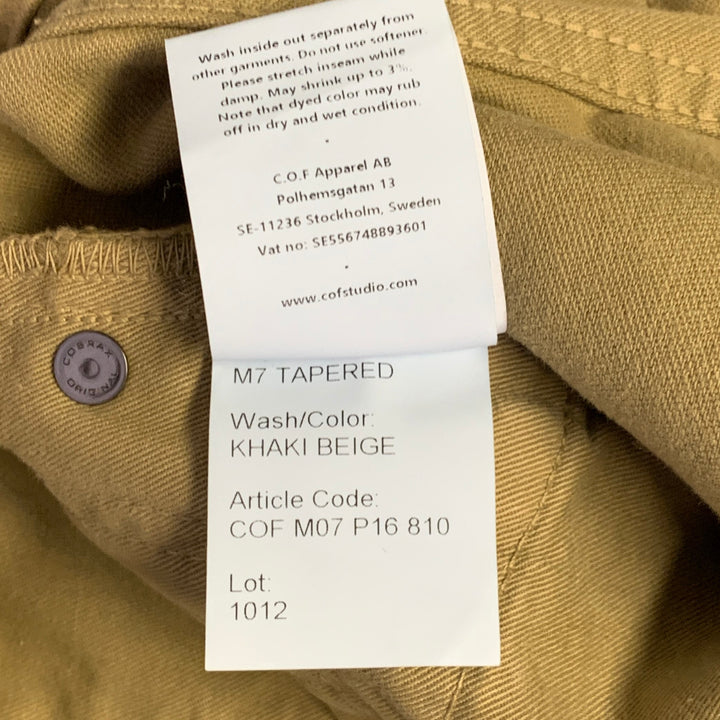 Wash inside out separately from
other garments. Do not use softener.
Please stretch inseam while
damp. May shrink up to 3%.
Note that dyed color may rub
off in dry and wet condition.
C.O.F Apparel AB
Polhemsgatan 13
SE-11236 Stockholm, Sweden
Vat no: SE556748893601
www.cofstudio.com
M7 TAPERED
Wash/Color:
KHAKI BEIGE
Article Code:
COF M07 P16 810
Lot:
1012
COBRAX
ORIGINAL